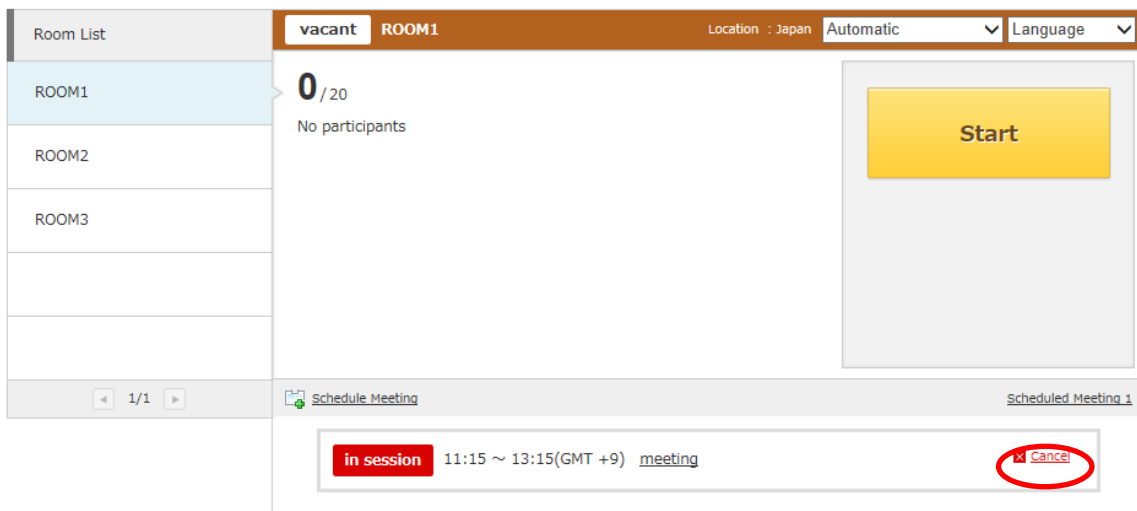 Room List
vacant ROOM1 Location : Japan Automatic Language
ROOM1
0 / 20
No participants
Start
ROOM2
ROOM3
1/1
Schedule Meeting Scheduled Meeting 1
in session 11:15 ～ 13:15(GMT +9) meeting Cancel